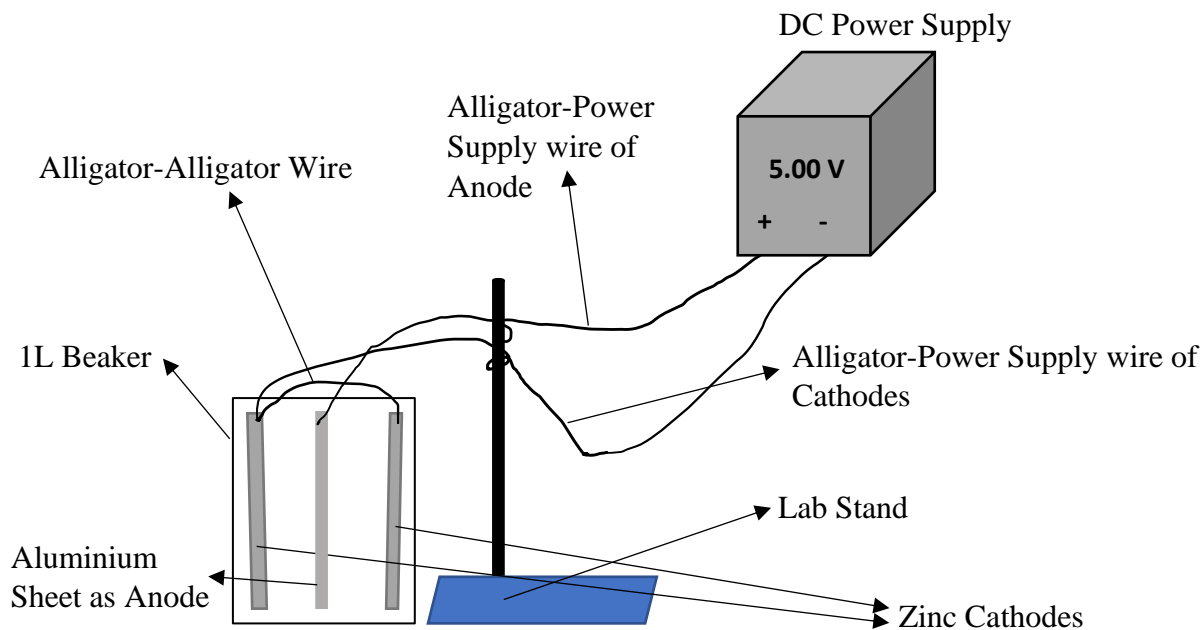 DC Power Supply
Alligator-Power
Supply wire of
Anode
Alligator-Alligator Wire
5.00 V
+ -
1L Beaker
Alligator-Power Supply wire of
Cathodes
Lab Stand
Aluminium
Sheet as Anode
Zinc Cathodes